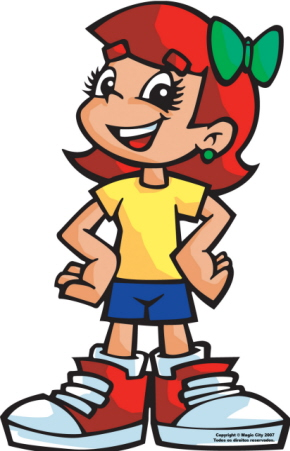 Copyright © Magic City 2007
Todos os direitos reservados.